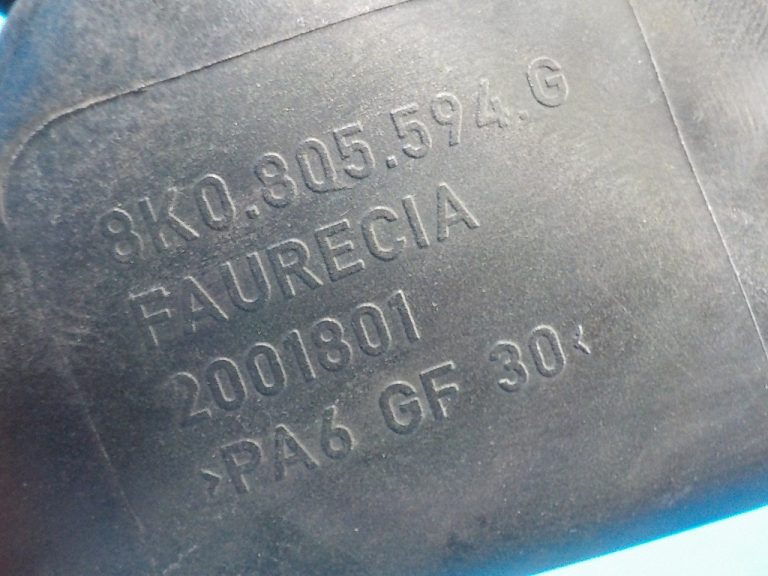 8K0.805.594.G
FAURECIA
2001801
>PA6 GF 30<